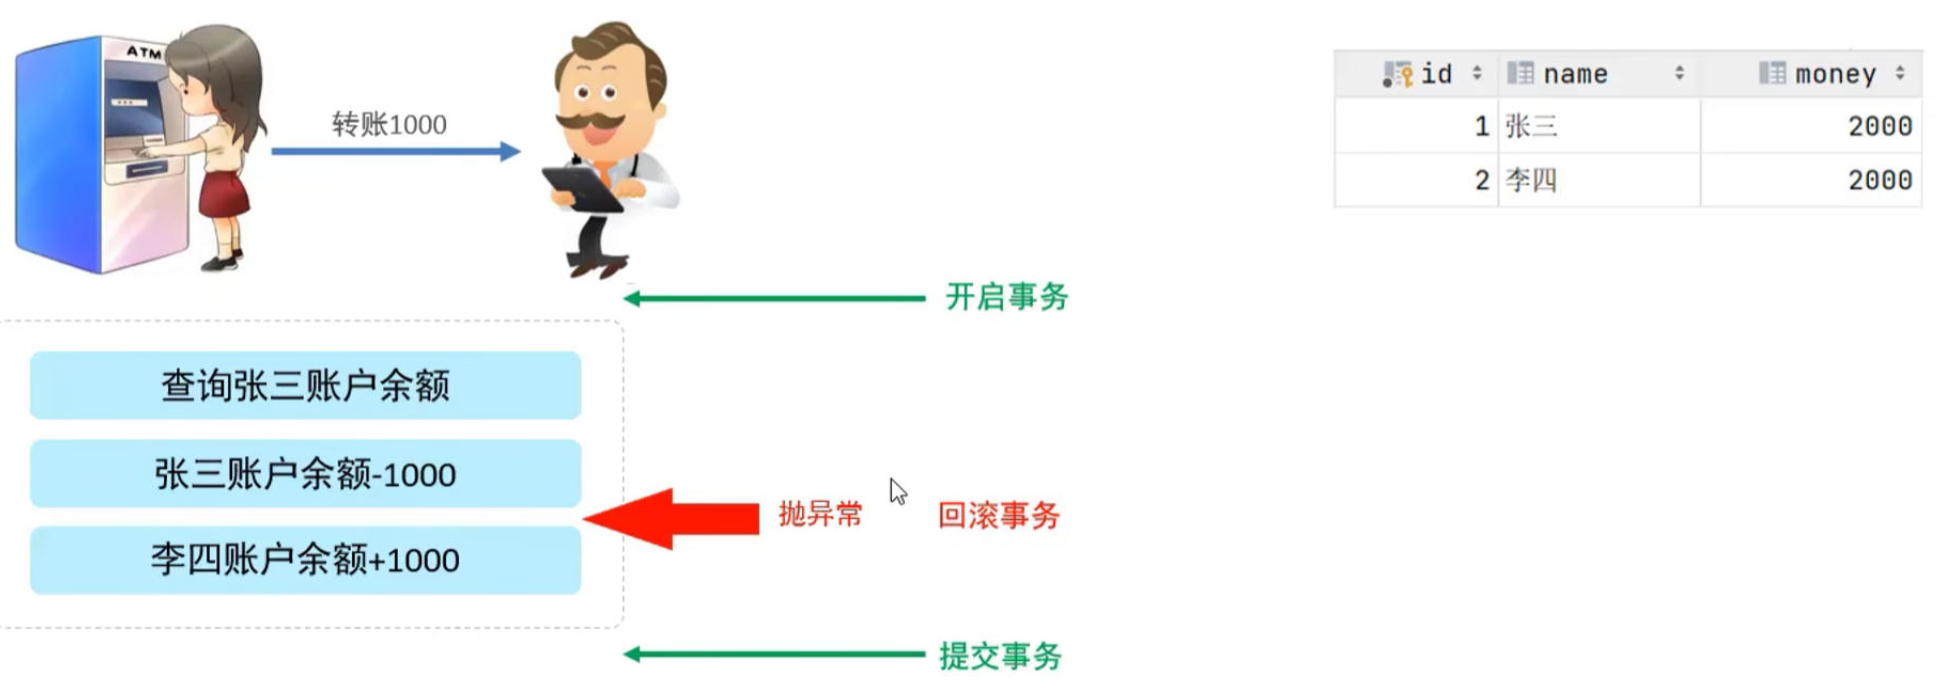 ATM
转账1000
id name money
1 张三 2000
2 李四 2000
开启事务
查询张三账户余额
张三账户余额-1000
抛异常 回滚事务
李四账户余额+1000
提交事务